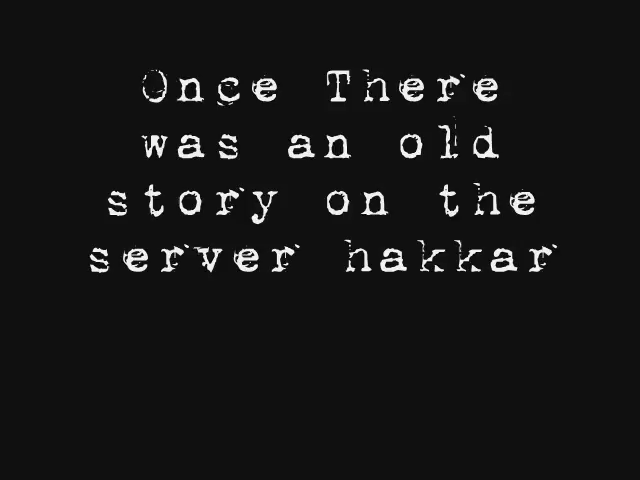 Once There
was an old
story on the
server hakkar